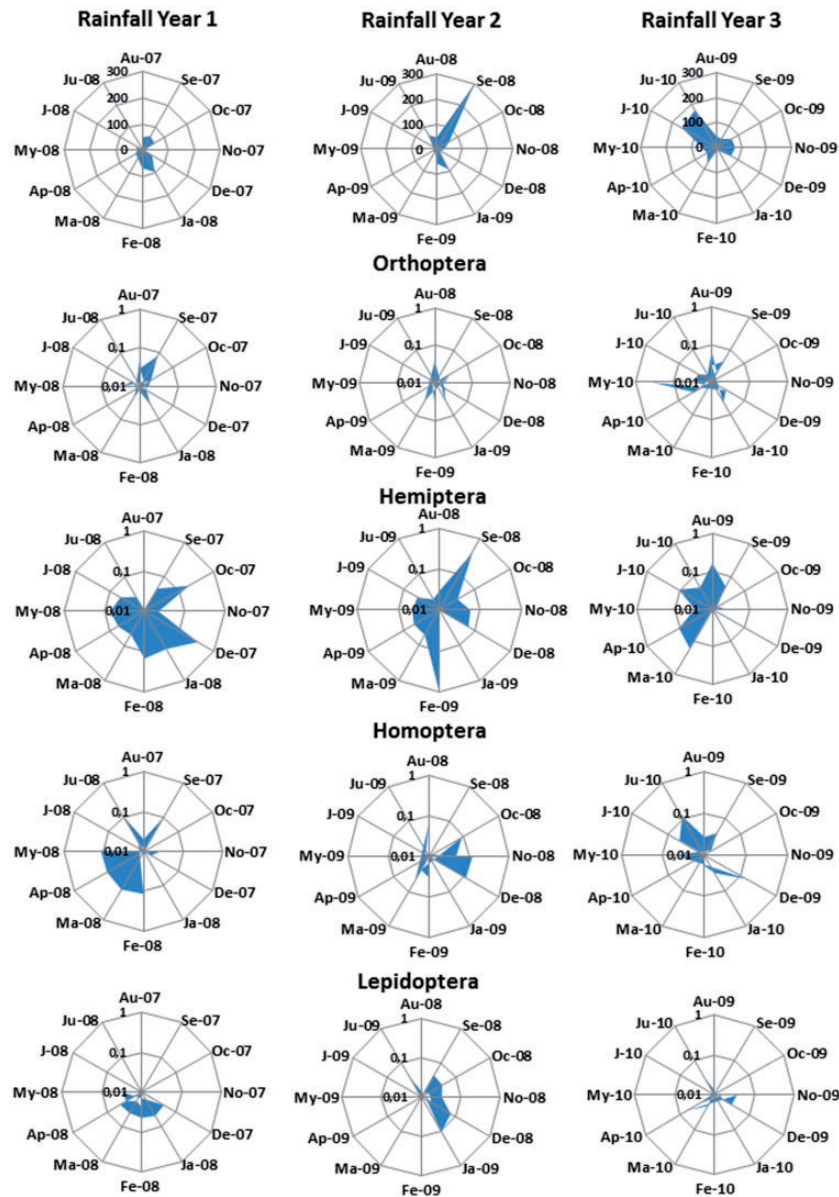 Rainfall Year 1 Rainfall Year 2 Rainfall Year 3
Au-07 Au-08 Au-09
300 300 300
Ju-08 Se-07 Ju-09 Se-08 Ju-10 Se-09
200 200 200
J-08 Oc-07 J-09 Oc-08 J-10 Oc-09
100 100 100
My-08 0 No-07 My-09 0 No-08 My-10 0 No-09
Ap-08 De-07 Ap-09 De-08 Ap-10 De-09
Ma-08 Ja-08 Ma-09 Ja-09 Ma-10 Ja-10
Fe-08 Fe-09 Fe-10
Orthoptera
Au-07 Au-08 Au-09
1 1 1
Ju-08 Se-07 Ju-09 Se-08 Ju-10 Se-09
J-08 0,1 Oc-07 J-09 0,1 Oc-08 J-10 0,1 Oc-09
My-08 0,01 No-07 My-09 0,01 No-08 My-10 0,01 No-09
Ap-08 De-07 Ap-09 De-08 Ap-10 De-09
Ma-08 Ja-08 Ma-09 Ja-09 Ma-10 Ja-10
Fe-08 Fe-09 Fe-10
Hemiptera
Au-07 Au-08 Au-09
1 1 1
Ju-08 Se-07 Ju-09 Se-08 Ju-10 Se-09
J-08 0,1 Oc-07 J-09 0,1 Oc-08 J-10 0,1 Oc-09
My-08 0,01 No-07 My-09 0,01 No-08 My-10 0,01 No-09
Ap-08 De-07 Ap-09 De-08 Ap-10 De-09
Ma-08 Ja-08 Ma-09 Ja-09 Ma-10 Ja-10
Fe-08 Fe-09 Fe-10
Homoptera
Au-07 Au-08 Au-09
1 1 1
Ju-08 Se-07 Ju-09 Se-08 Ju-10 Se-09
J-08 0,1 Oc-07 J-09 0,1 Oc-08 J-10 0,1 Oc-09
My-08 0,01 No-07 My-09 0,01 No-08 My-10 0,01 No-09
Ap-08 De-07 Ap-09 De-08 Ap-10 De-09
Ma-08 Ja-08 Ma-09 Ja-09 Ma-10 Ja-10
Fe-08 Fe-09 Fe-10
Lepidoptera
Au-07 Au-08 Au-09
1 1 1
Ju-08 Se-07 Ju-09 Se-08 Ju-10 Se-09
J-08 0,1 Oc-07 J-09 0,1 Oc-08 J-10 0,1 Oc-09
My-08 0,01 No-07 My-09 0,01 No-08 My-10 0,01 No-09
Ap-08 De-07 Ap-09 De-08 Ap-10 De-09
Ma-08 Ja-08 Ma-09 Ja-09 Ma-10 Ja-10
Fe-08 Fe-09 Fe-10